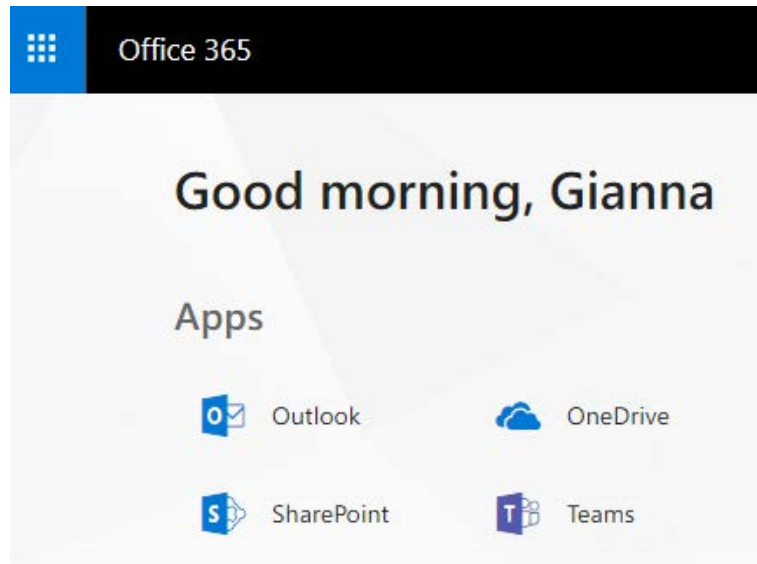 Office 365
Good morning, Gianna
Apps
Outlook
OneDrive
SharePoint
Teams